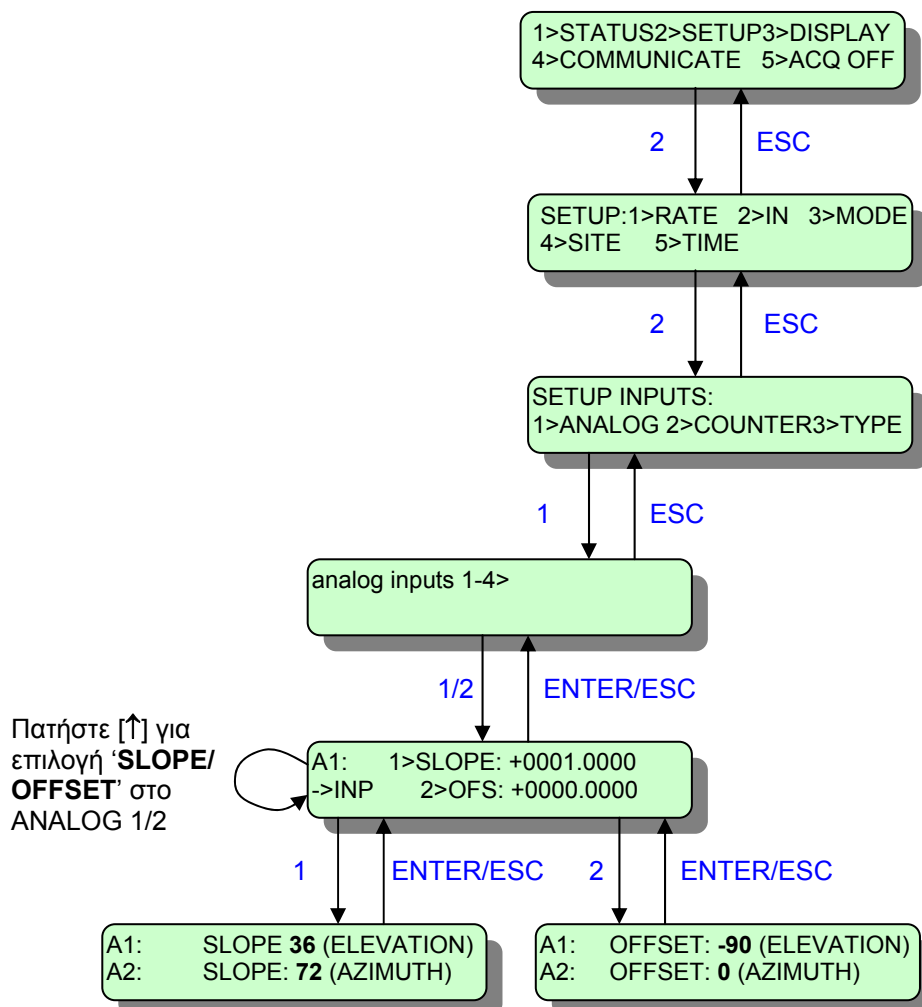 1>STATUS2>SETUP3>DISPLAY
4>COMMUNICATE 5>ACQ OFF
2
ESC
SETUP:1>RATE 2>IN 3>MODE
4>SITE 5>TIME
2
ESC
SETUP INPUTS:
1>ANALOG 2>COUNTER3>TYPE
1
ESC
analog inputs 1-4>
1/2
ENTER/ESC
Πατήστε [↑] για
επιλογή ‘SLOPE/
OFFSET’ στο
ANALOG 1/2
A1: 1>SLOPE: +0001.0000
->INP 2>OFS: +0000.0000
1
ENTER/ESC
2
ENTER/ESC
A1: SLOPE 36 (ELEVATION)
A2: SLOPE: 72 (AZIMUTH)
A1: OFFSET: -90 (ELEVATION)
A2: OFFSET: 0 (AZIMUTH)